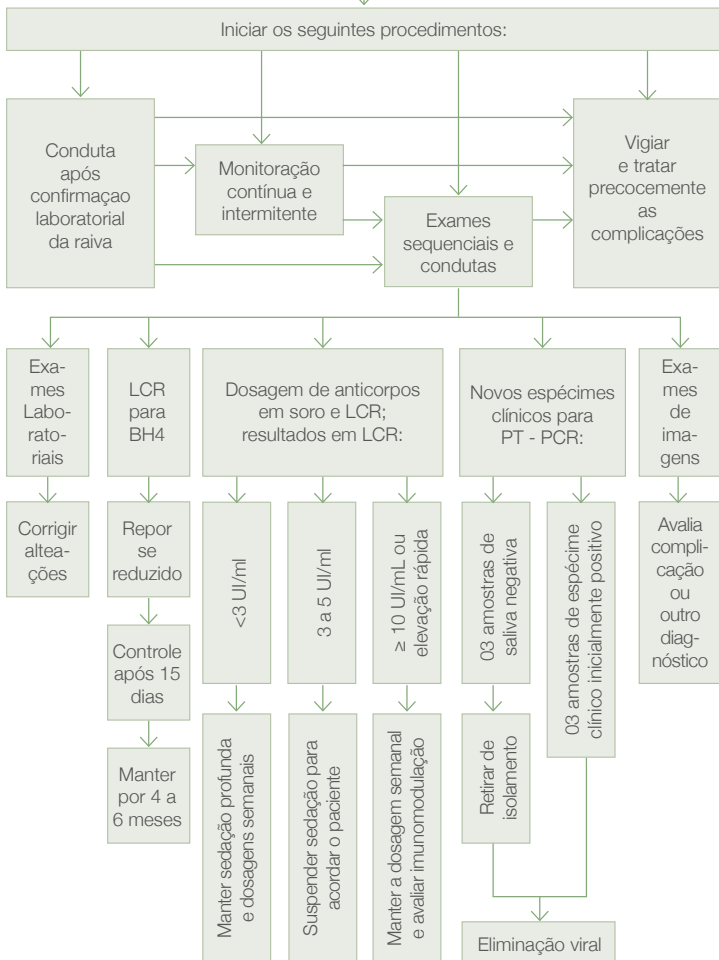 Iniciar os seguintes procedimentos:
Conduta
após
confirmaçao
laboratorial
da raiva
Monitoração
contínua e
intermitente
Exames
sequenciais e
condutas
Vigiar
e tratar
precocemente
as
complicações
Exa-
mes
Labo-
rato-
riais
LCR
para
BH4
Dosagem de anticorpos
em soro e LCR;
resultados em LCR:
Novos espécimes
clínicos para
PT - PCR:
Exa-
mes
de
ima-
gens
Corrigir
altea-
ções
Repor
se
reduzido
<3 UI/ml
3 a 5 UI/ml
≥ 10 UI/mL ou
elevação rápida
03 amostras de
saliva negativa
03 amostras de espécime
clínico inicialmente positivo
Avalia
compli-
cação
ou
outro
diag-
nóstico
Controle
após 15
dias
Manter
por 4 a
6 meses
Manter sedação profunda
e dosagens semanais
Suspender sedação para
acordar o paciente
Manter a dosagem semanal
e avaliar imunomodulação
Retirar de
isolamento
Eliminação viral